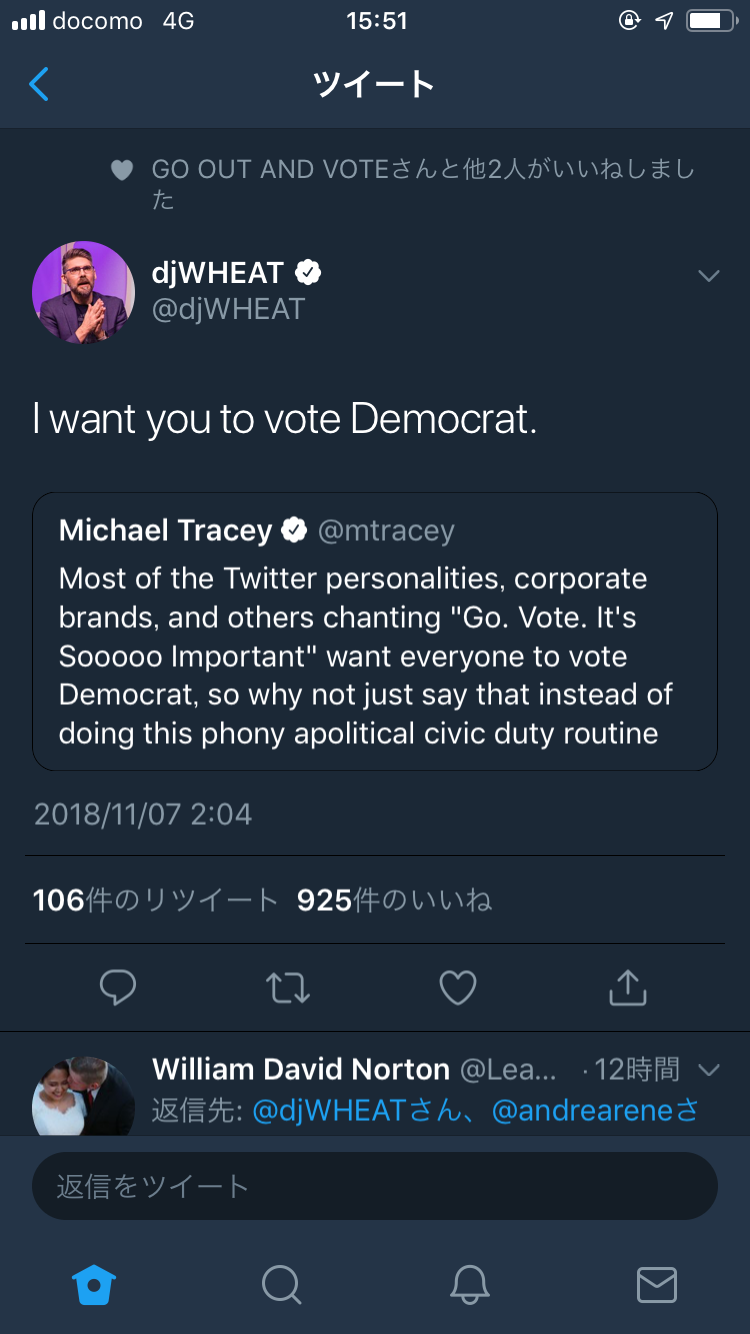 docomo 4G 15:51
ツイート
GO OUT AND VOTEさんと他2人がいいねしまし
た
djWHEAT
@djWHEAT
I want you to vote Democrat.
Michael Tracey @mtracey
Most of the Twitter personalities, corporate
brands, and others chanting "Go. Vote. It's
Sooooo Important" want everyone to vote
Democrat, so why not just say that instead of
doing this phony apolitical civic duty routine
2018/11/07 2:04
106件のリツイート 925件のいいね
William David Norton @Lea... · 12時間
返信先: @djWHEATさん、@andreareneさ
返信をツイート